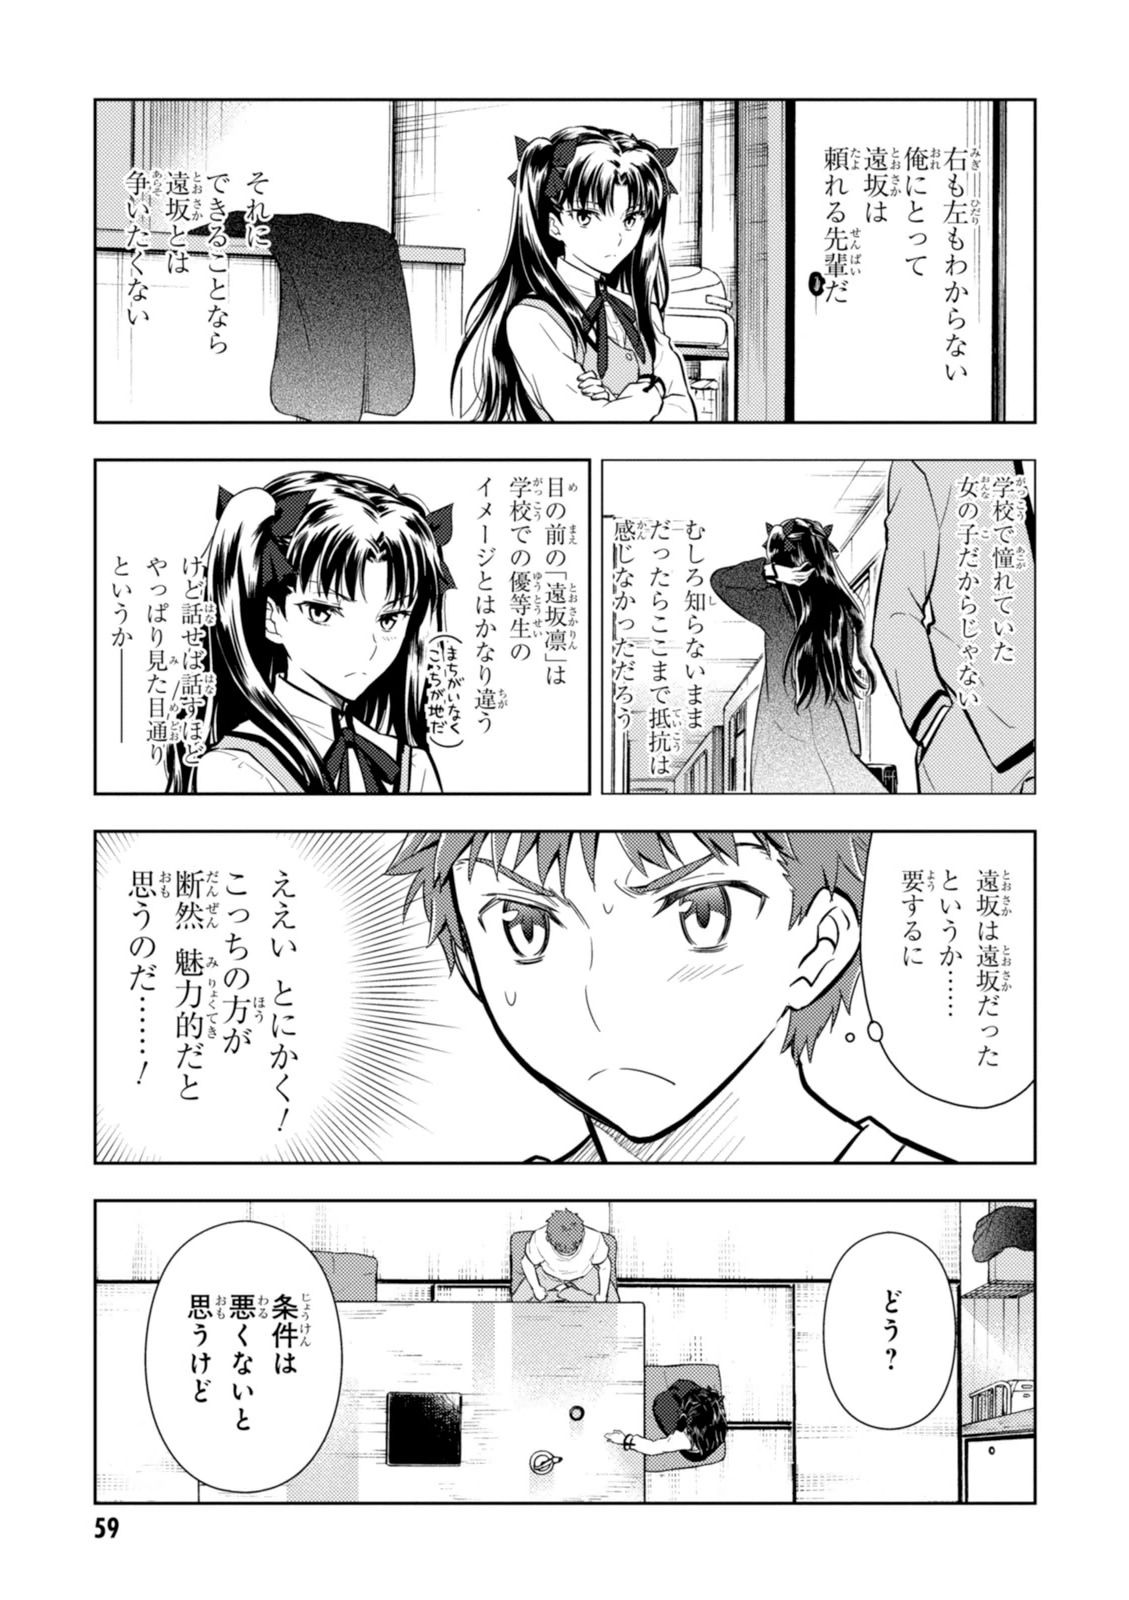 右も左もわからない
俺にとって
遠坂は
頼れる先輩だ
それに
できることなら
遠坂とは
争いたくない
学校で憧れていた
女の子だからじゃない
むしろ知らないまま
だったらここまで抵抗は
感じなかっただろう
目の前の「遠坂凛」は
学校での優等生の
イメージとはかなり違う
まちがいなく
こっちが地だ
けど話せば話すほど
やっぱり見た目通り
というか――
遠坂は遠坂だった
というか……
要するに
ええい とにかく!
こっちの方が
断然 魅力的だと
思うのだ……!
どう?
条件は
悪くないと
思うけど
59